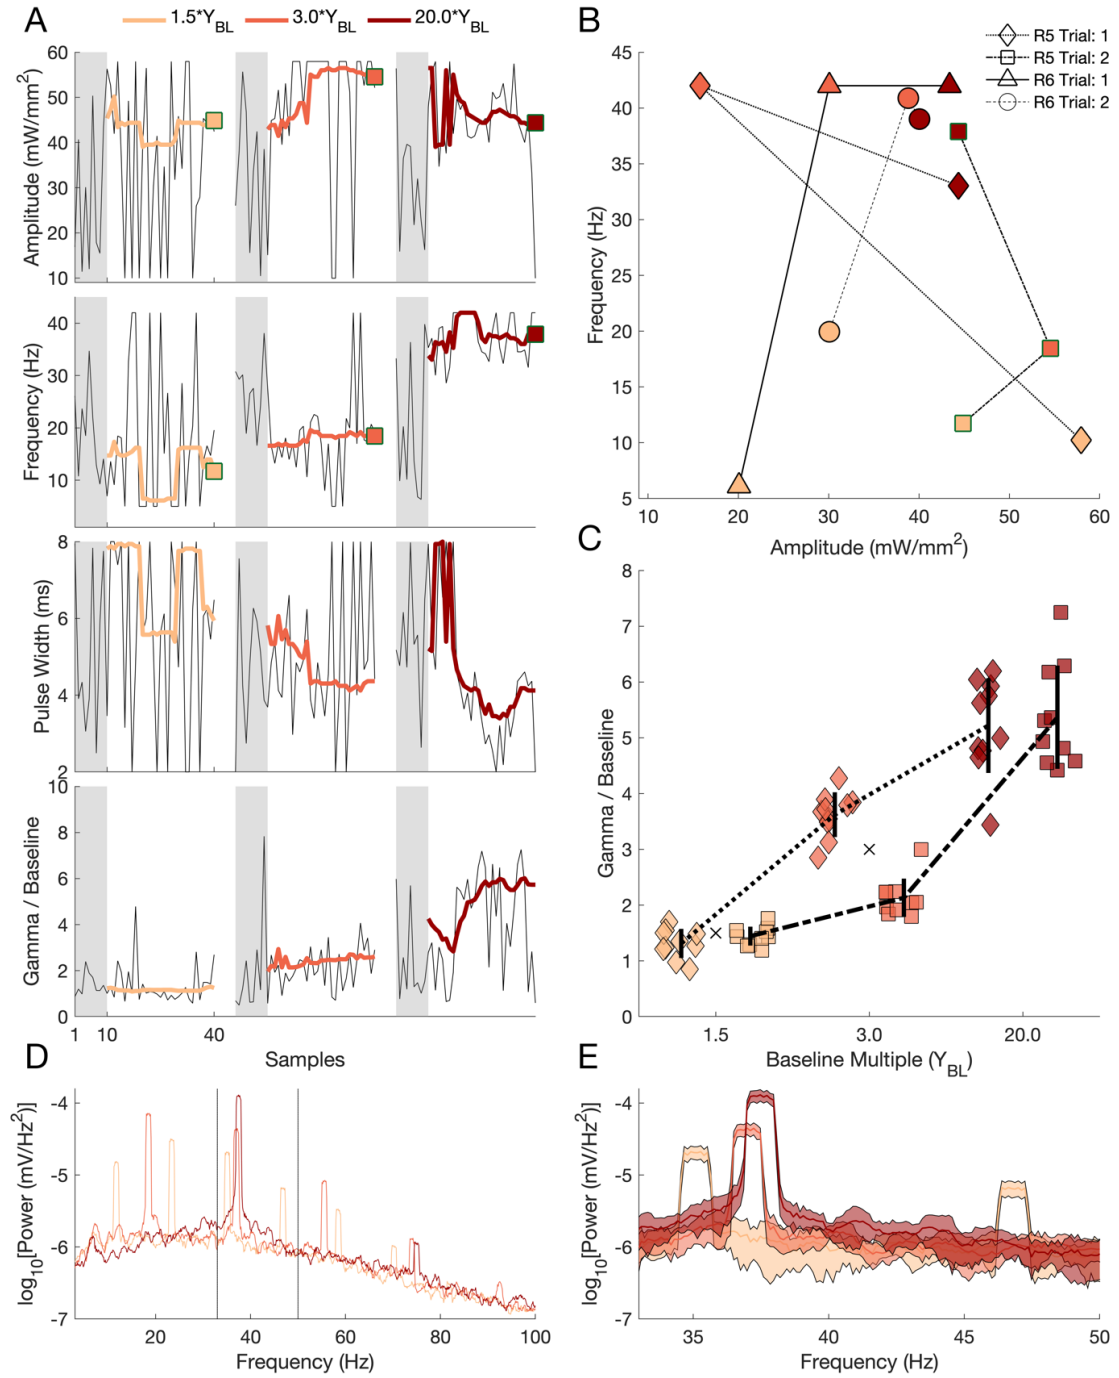 A
1.5*Y_BL
3.0*Y_BL
20.0*Y_BL
Amplitude (mW/mm²)
60
50
40
30
20
10
Frequency (Hz)
40
30
20
10
Pulse Width (ms)
8
6
4
2
Gamma / Baseline
10
8
6
4
2
0
1 10 40
Samples
B
R5 Trial: 1
R5 Trial: 2
R6 Trial: 1
R6 Trial: 2
Frequency (Hz)
45
40
35
30
25
20
15
10
5
10 20 30 40 50 60
Amplitude (mW/mm²)
C
Gamma / Baseline
8
7
6
5
4
3
2
1
0
1.5 3.0 20.0
Baseline Multiple (Y_BL)
D
log₁₀[Power (mV/Hz²)]
-4
-5
-6
-7
20 40 60 80 100
Frequency (Hz)
E
log₁₀[Power (mV/Hz²)]
-4
-5
-6
-7
35 40 45 50
Frequency (Hz)